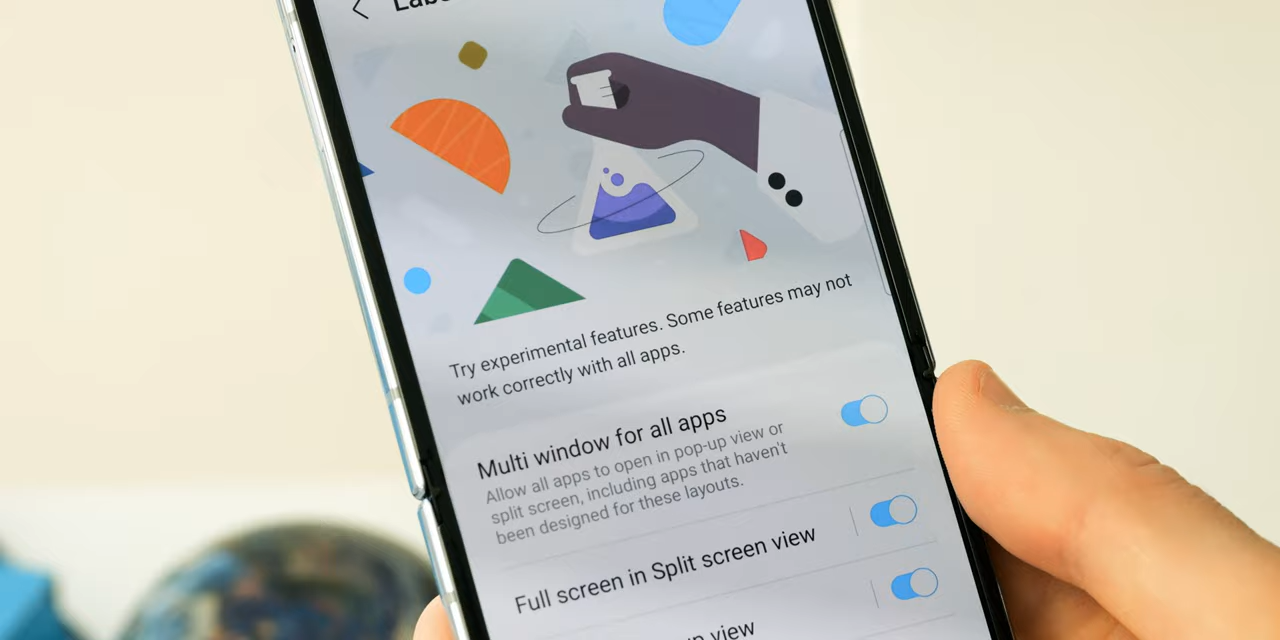 Try experimental features. Some features may not
work correctly with all apps.
Multi window for all apps
Allow all apps to open in pop-up view or
split screen, including apps that haven't
been designed for these layouts.
Full screen in Split screen view
view